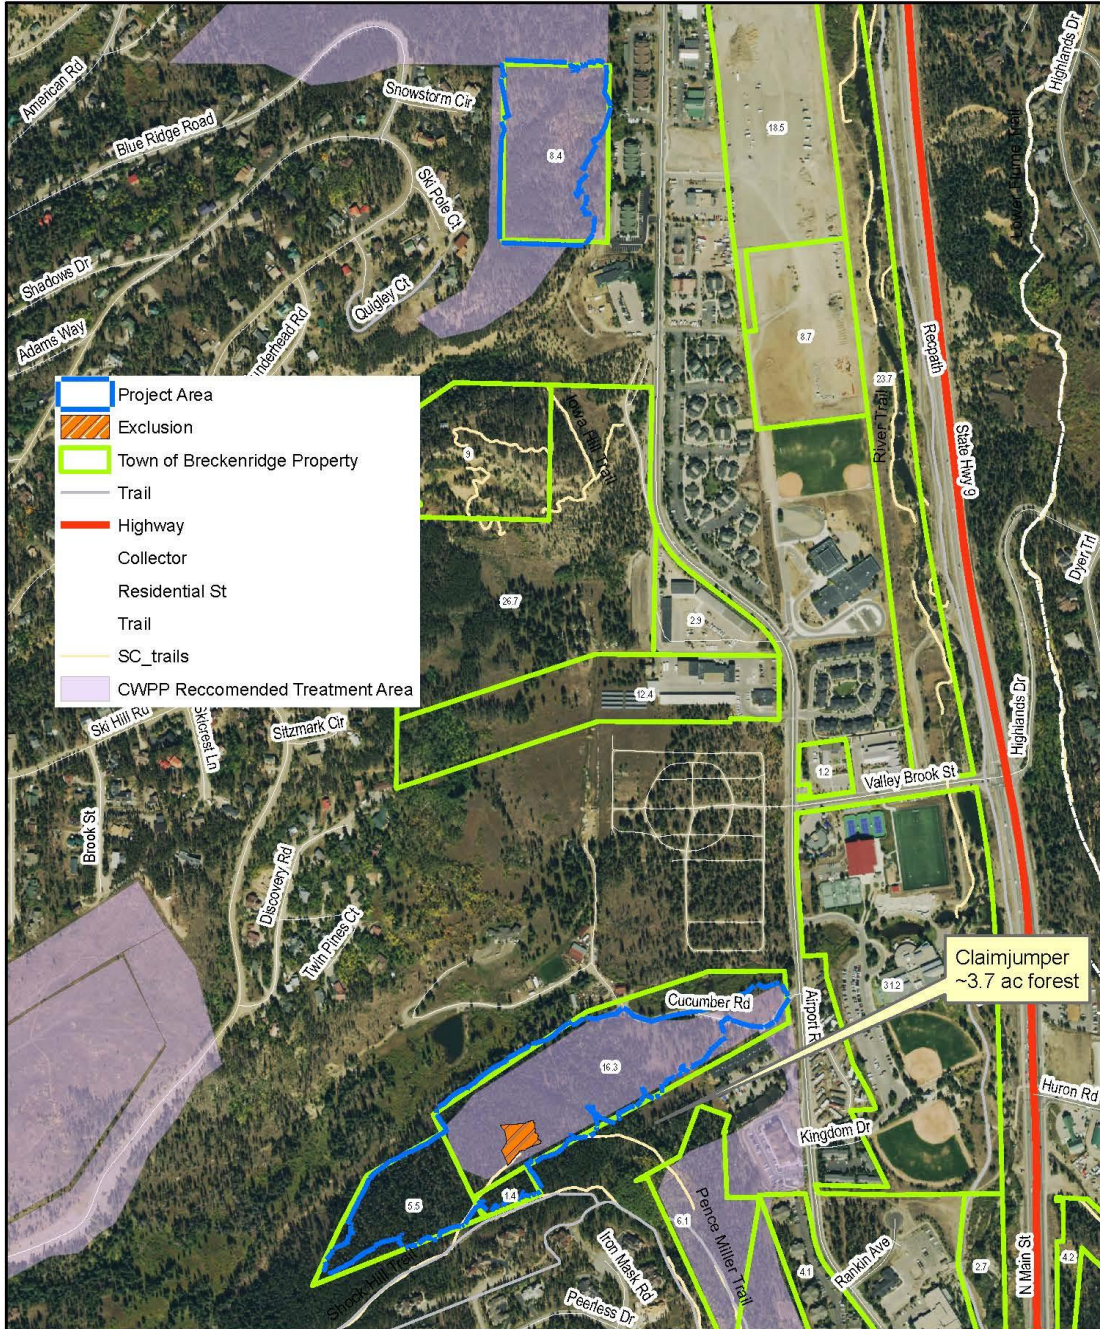 American Rd
Blue Ridge Road
Snowstorm Cir
Highlands Dr
18.5
8.4
Lower Flume Trail
Ski Pole Ct
Shadows Dr
Quigley Ct
Adams Way
Recpath
8.7
23.7
River Trail
State Hwy 9
Iowa Hill Trail
9
Project Area
Exclusion
Town of Breckenridge Property
Trail
Highway
Collector
Residential St
Trail
SC_trails
CWPP Reccomended Treatment Area
Dyer Trl
26.7
2.9
12.4
Ski Hill Rd
Skicrest Ln
Sitzmark Cir
Highlands Dr
1.2
Valley Brook St
Brook St
Discovery Rd
Twin Pines Ct
Claimjumper
~3.7 ac forest
31.2
Cucumber Rd
Airport R
16.3
Huron Rd
Kingdom Dr
5.5
1.4
6.1
Pence Miller Trail
Iron Mask Rd
Peerless Dr
4.1
Rankin Ave
2.7
N Main St
4.2